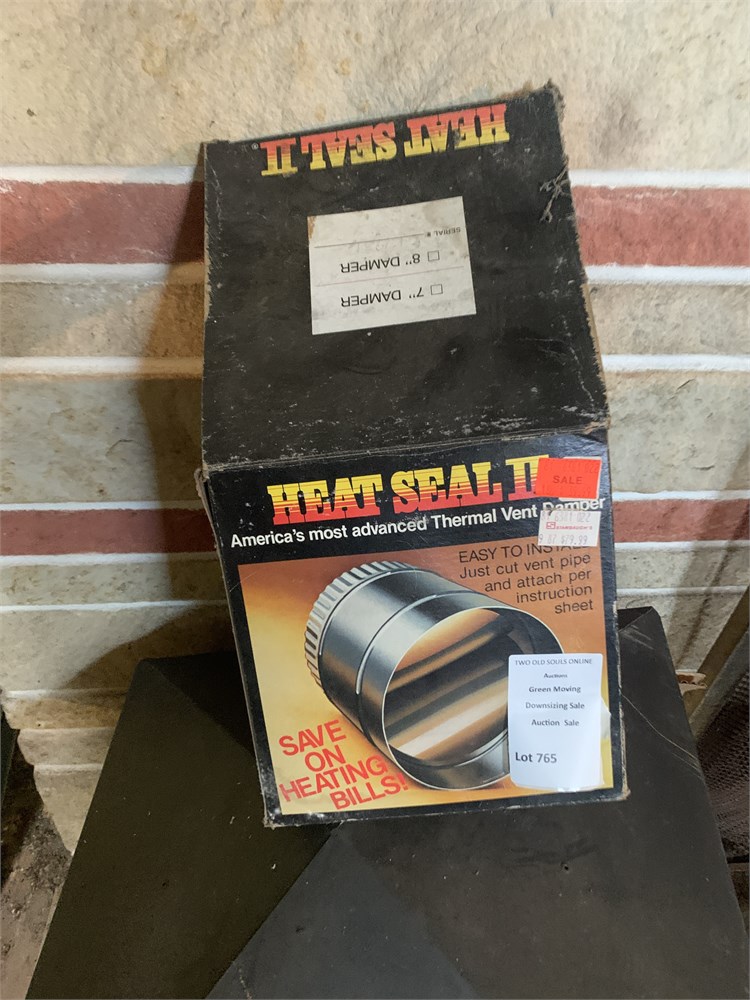 HEAT SEAL II
SERIAL #
8" DAMPER
7" DAMPER
HEAT SEAL II
SALE
America's most advanced Thermal Vent Damper
EASY TO INSTALL
Just cut vent pipe
and attach per
instruction
sheet
SAVE
ON
HEATING
BILLS!
TWO OLD SOULS ONLINE
Auctions
Green Moving
Downsizing Sale
Auction Sale
Lot 765